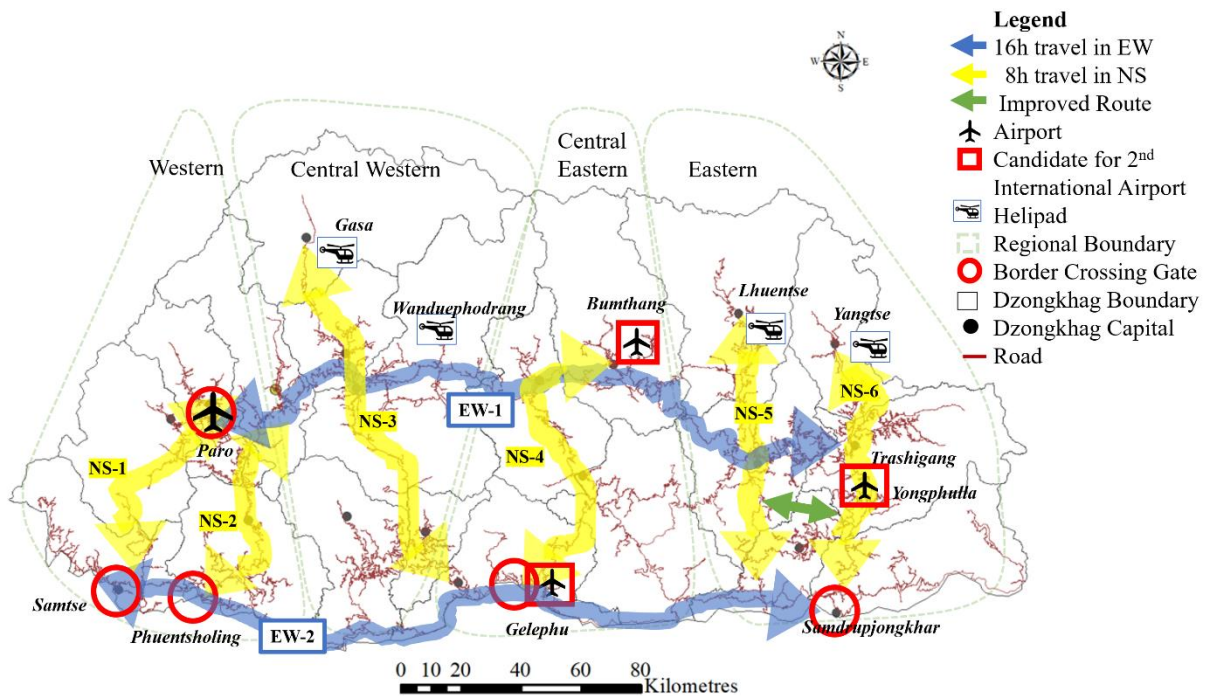 Legend
16h travel in EW
8h travel in NS
Improved Route
Airport
Candidate for 2nd
International Airport
Helipad
Regional Boundary
Border Crossing Gate
Dzongkhag Boundary
Dzongkhag Capital
Road
N
W E
S
Western
Central Western
Central
Eastern
Eastern
Gasa
Wanduephodrang
Bumthang
Lhuentse
Yangtse
NS-6
EW-1
NS-3
NS-5
Paro
NS-4
Trashigang
NS-1
Yongphulla
NS-2
Samtse
Phuentsholing
EW-2
Gelephu
Samdrupjongkhar
0 5 10 20 40 60 80
Kilometres